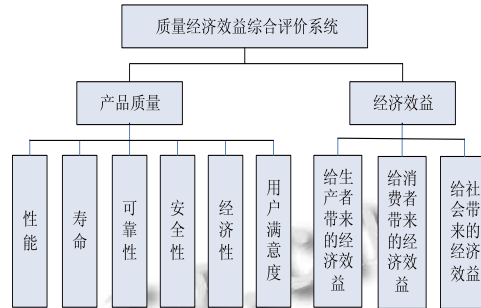 质量经济效益综合评价系统
产品质量
经济效益
性能
寿命
可靠性
安全性
经济性
用户满意度
给生产者带来的经济效益
给消费者带来的经济效益
给社会带来的经济效益